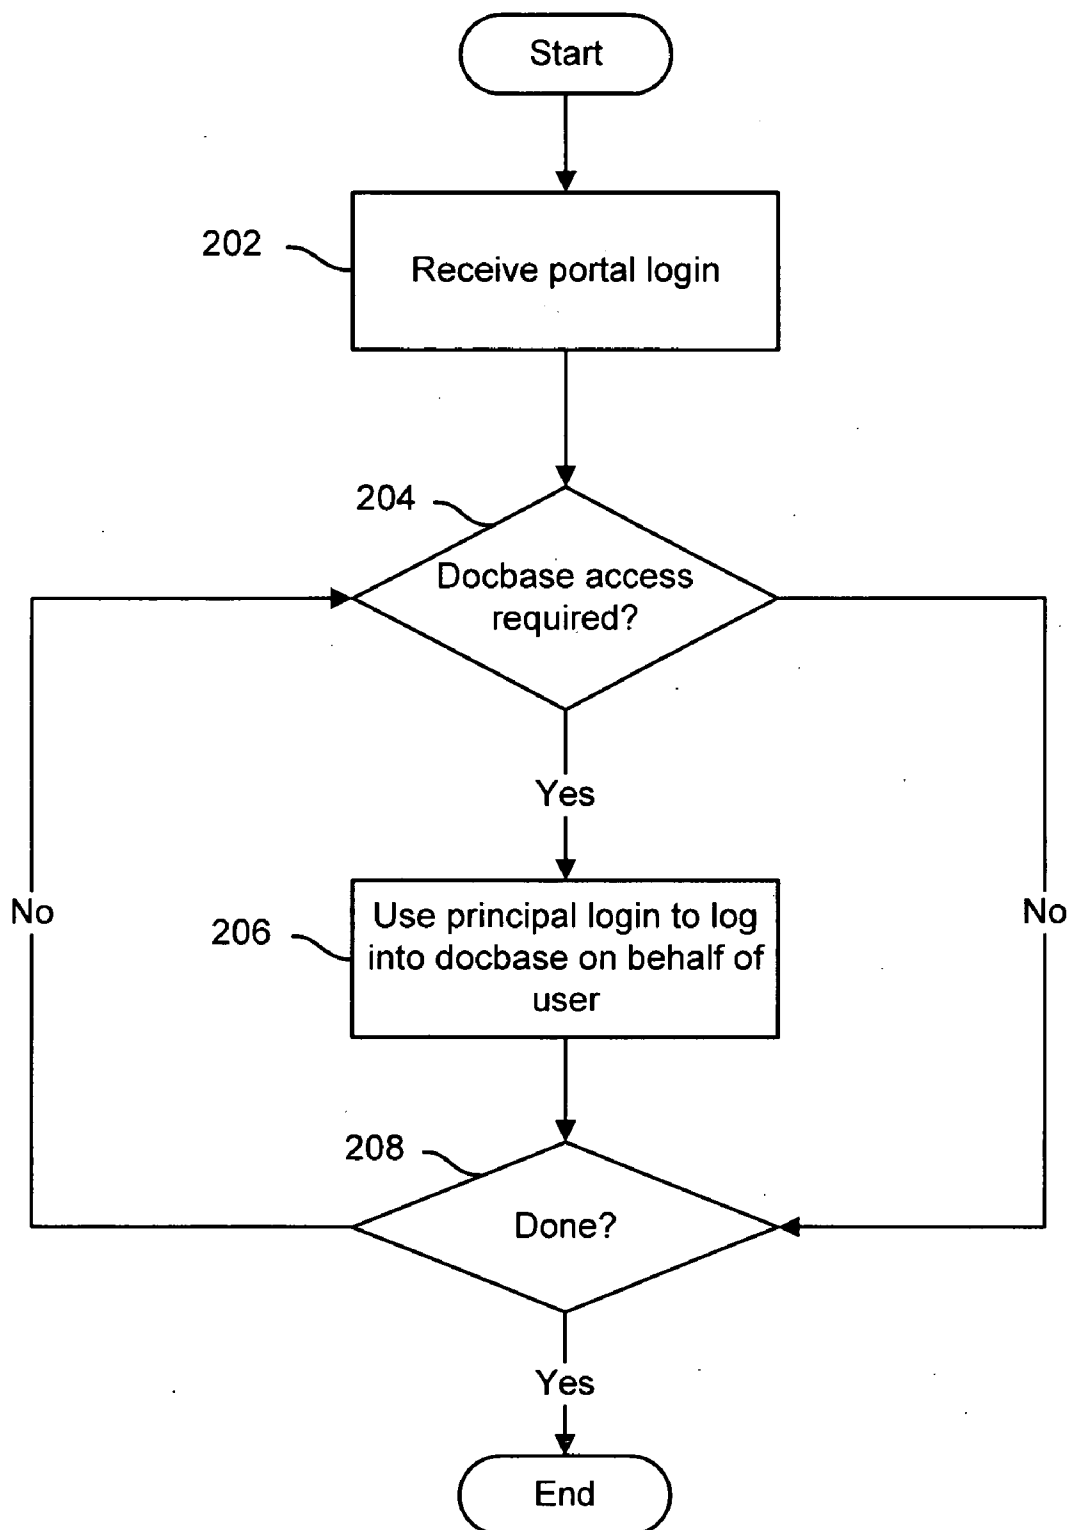 Start
202
Receive portal login
204
Docbase access
required?
Yes
No
No
206
Use principal login to log
into docbase on behalf of
user
208
Done?
Yes
End